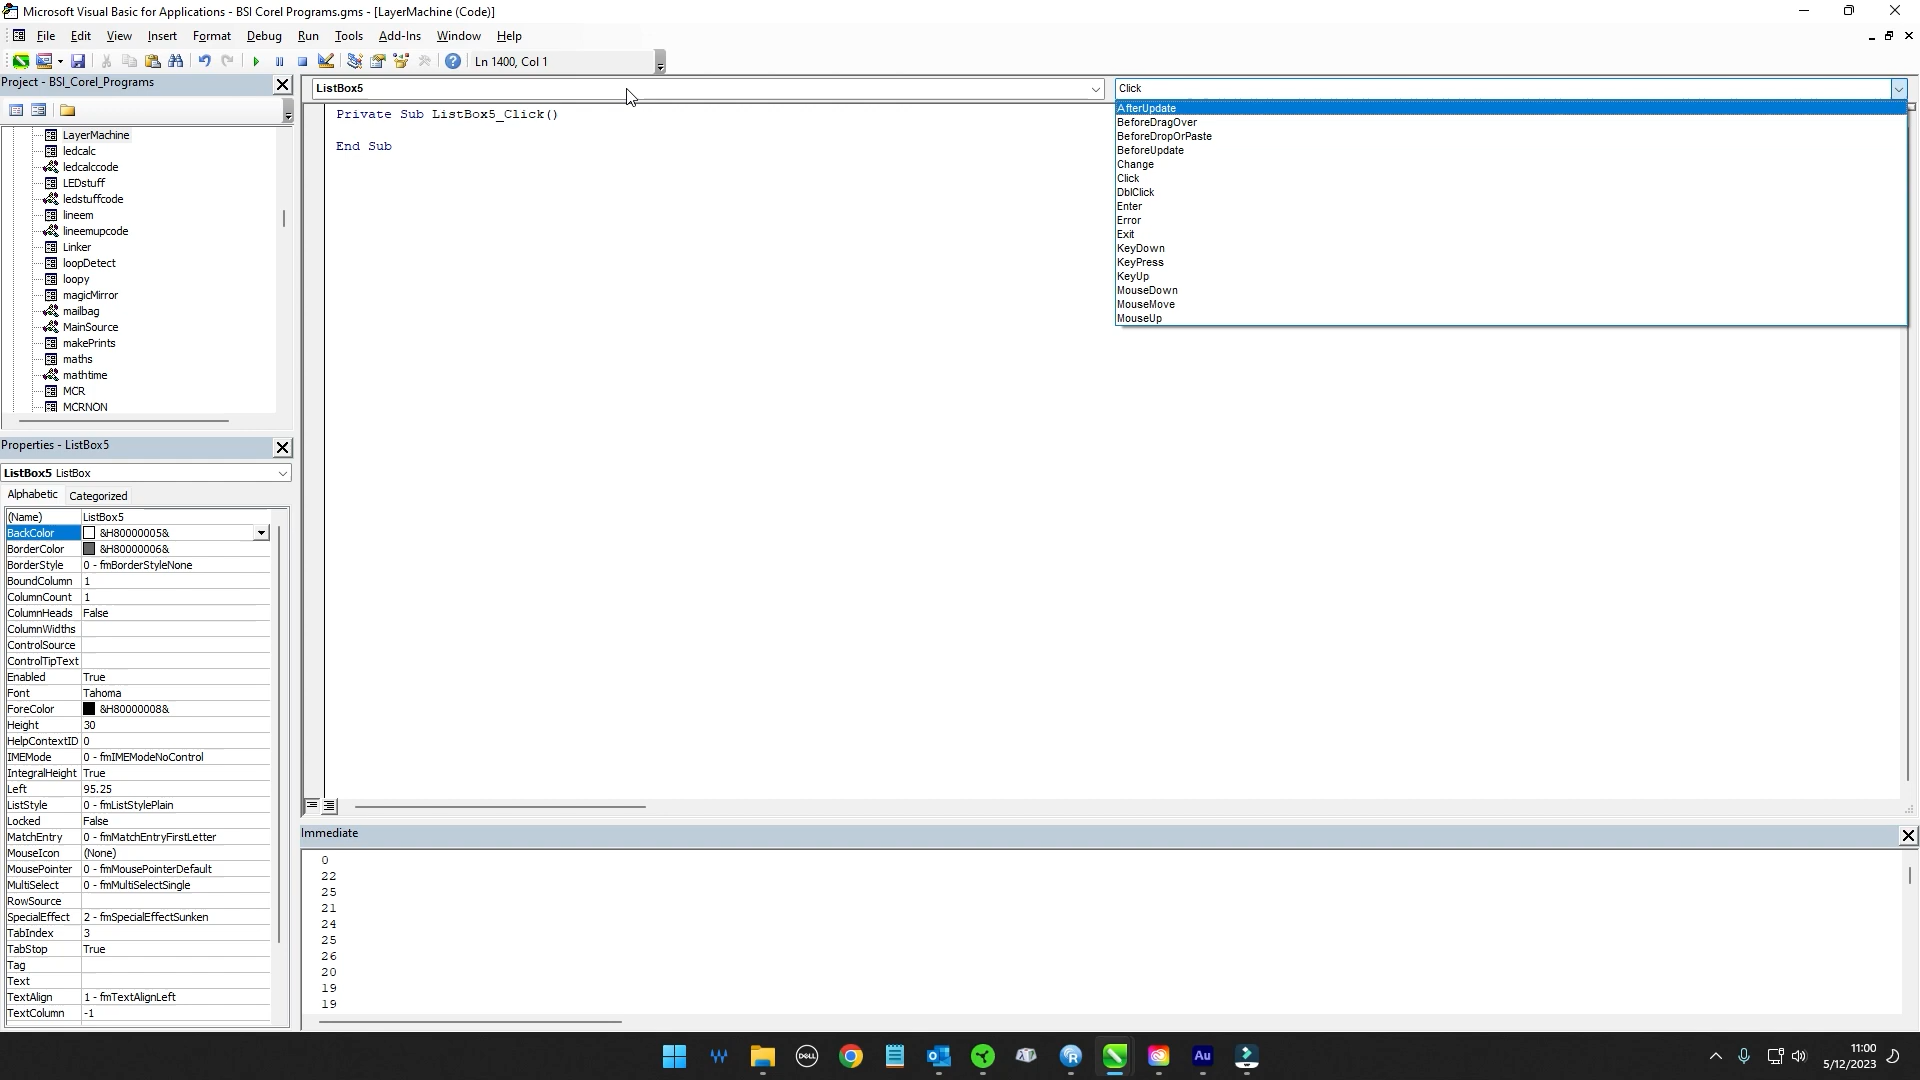 Microsoft Visual Basic for Applications - BSI Corel Programs.gms - [LayerMachine (Code)]
File Edit View Insert Format Debug Run Tools Add-Ins Window Help
Ln 1400, Col 1
Project - BSI_Corel_Programs
LayerMachine
ledcalc
ledcalccode
LEDstuff
ledstuffcode
lineem
lineemupcode
Linker
loopDetect
loopy
magicMirror
mailbag
MainSource
makePrints
maths
mathtime
MCR
MCRNON
Properties - ListBox5
ListBox5 ListBox
Alphabetic Categorized
(Name) ListBox5
BackColor &H80000005&
BorderColor &H80000006&
BorderStyle 0 - fmBorderStyleNone
BoundColumn 1
ColumnCount 1
ColumnHeads False
ColumnWidths
ControlSource
ControlTipText
Enabled True
Font Tahoma
ForeColor &H80000008&
Height 30
HelpContextID 0
IMEMode 0 - fmIMEModeNoControl
IntegralHeight True
Left 95.25
ListStyle 0 - fmListStylePlain
Locked False
MatchEntry 0 - fmMatchEntryFirstLetter
MouseIcon (None)
MousePointer 0 - fmMousePointerDefault
MultiSelect 0 - fmMultiSelectSingle
RowSource
SpecialEffect 2 - fmSpecialEffectSunken
TabIndex 3
TabStop True
Tag
Text
TextAlign 1 - fmTextAlignLeft
TextColumn -1
ListBox5
Private Sub ListBox5_Click()
End Sub
Click
AfterUpdate
BeforeDragOver
BeforeDropOrPaste
BeforeUpdate
Change
Click
DblClick
Enter
Error
Exit
KeyDown
KeyPress
KeyUp
MouseDown
MouseMove
MouseUp
Immediate
0
22
25
21
24
25
26
20
19
19
DELL
Au
11:00
5/12/2023